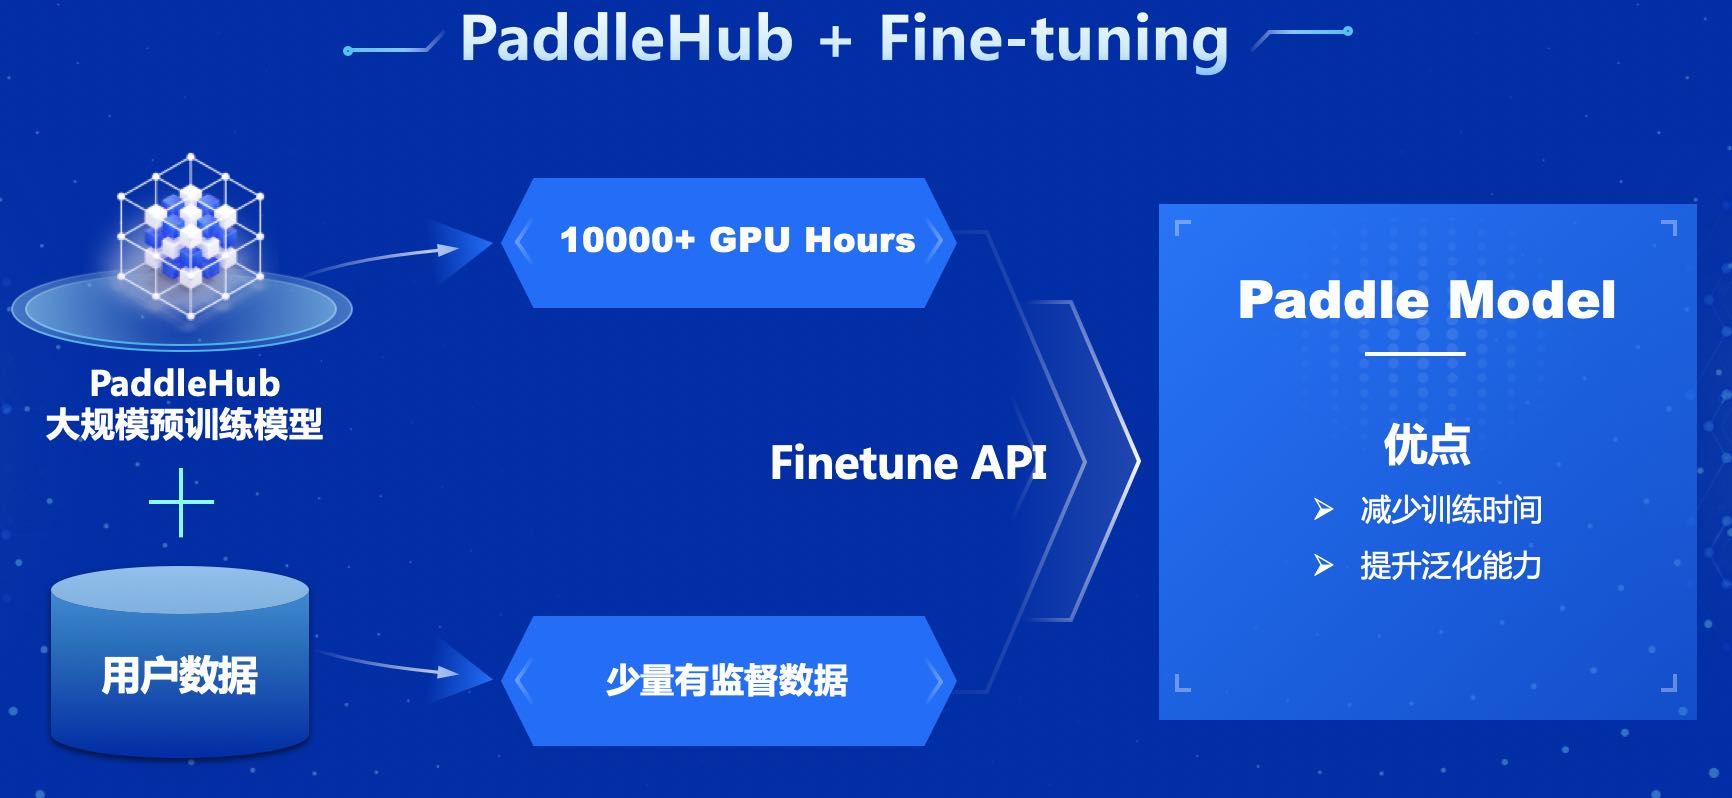 PaddleHub + Fine-tuning
PaddleHub
大规模预训练模型
用户数据
10000+ GPU Hours
少量有监督数据
Finetune API
Paddle Model
优点
减少训练时间
提升泛化能力